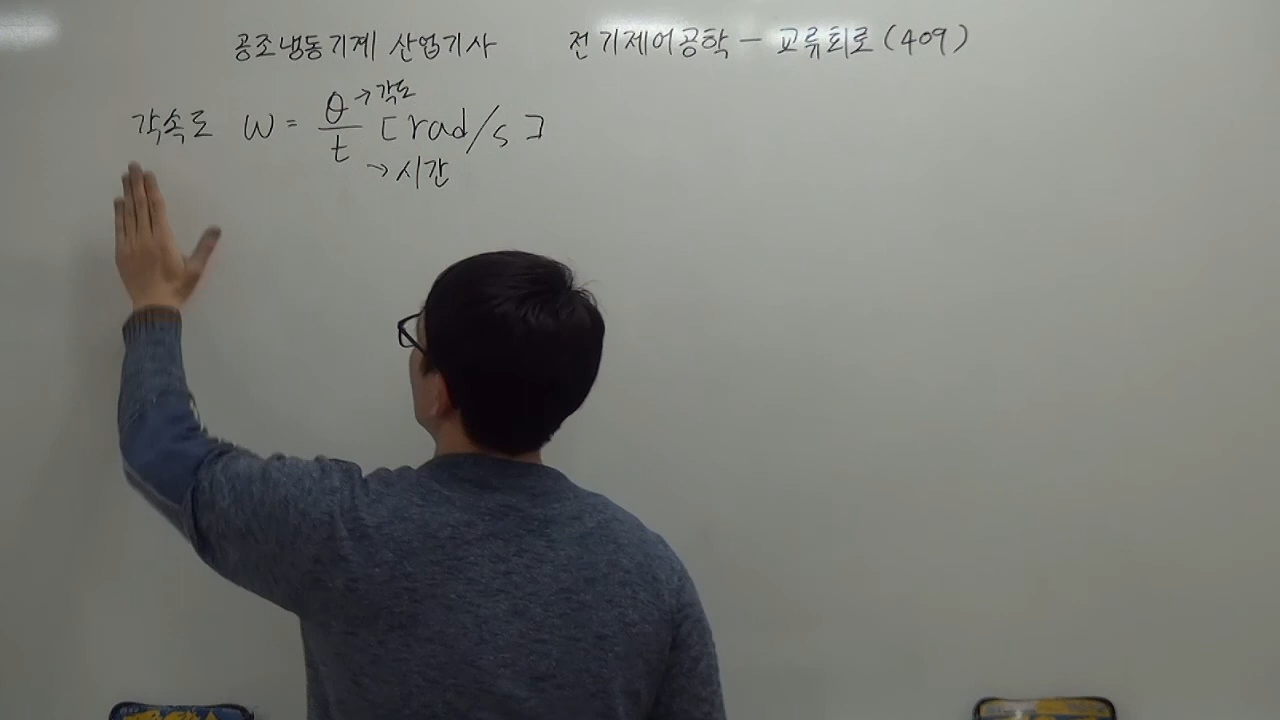 공조냉동기계 산업기사 전기제어공학 - 교류회로 (409)
각속도 ω = θ/t [rad/s]
→ 각도
→ 시간